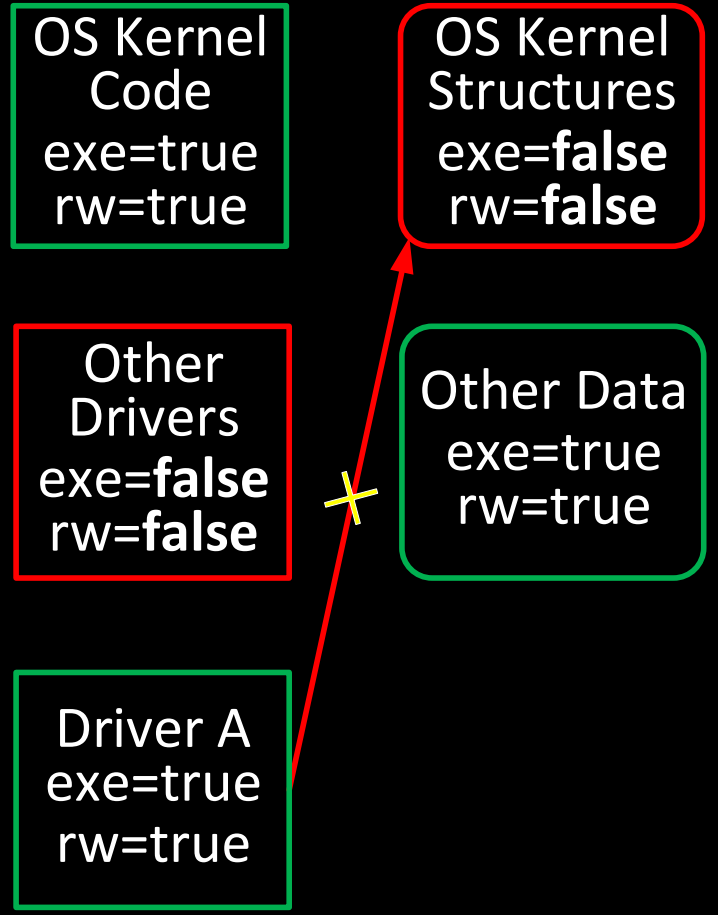 OS Kernel
Code
exe=true
rw=true
OS Kernel
Structures
exe=false
rw=false
Other
Drivers
exe=false
rw=false
Other Data
exe=true
rw=true
Driver A
exe=true
rw=true